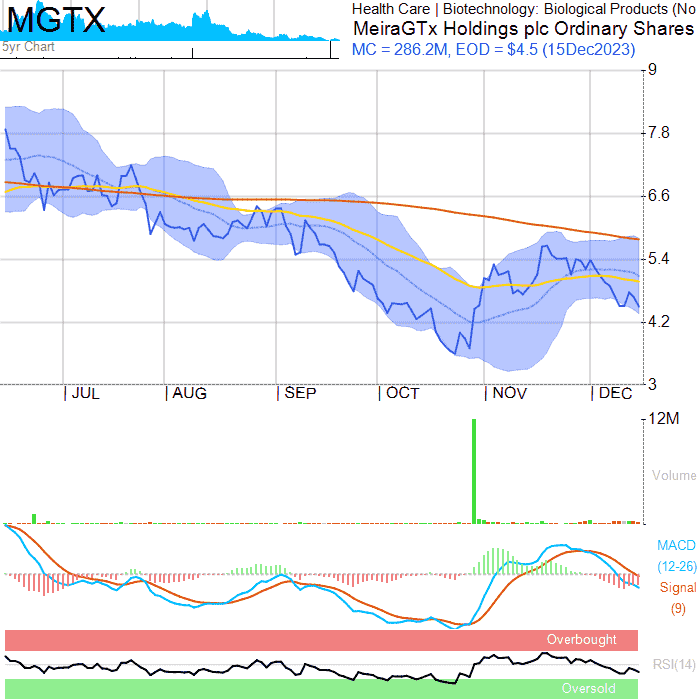 MGTX
5yr Chart
Health Care | Biotechnology: Biological Products (No
MeiraGTx Holdings plc Ordinary Shares
MC = 286.2M, EOD = $4.5 (15Dec2023)
9
7.8
6.6
5.4
4.2
3
JUL AUG SEP OCT NOV DEC
12M
Volume
MACD
(12-26)
Signal
(9)
Overbought
RSI(14)
Oversold